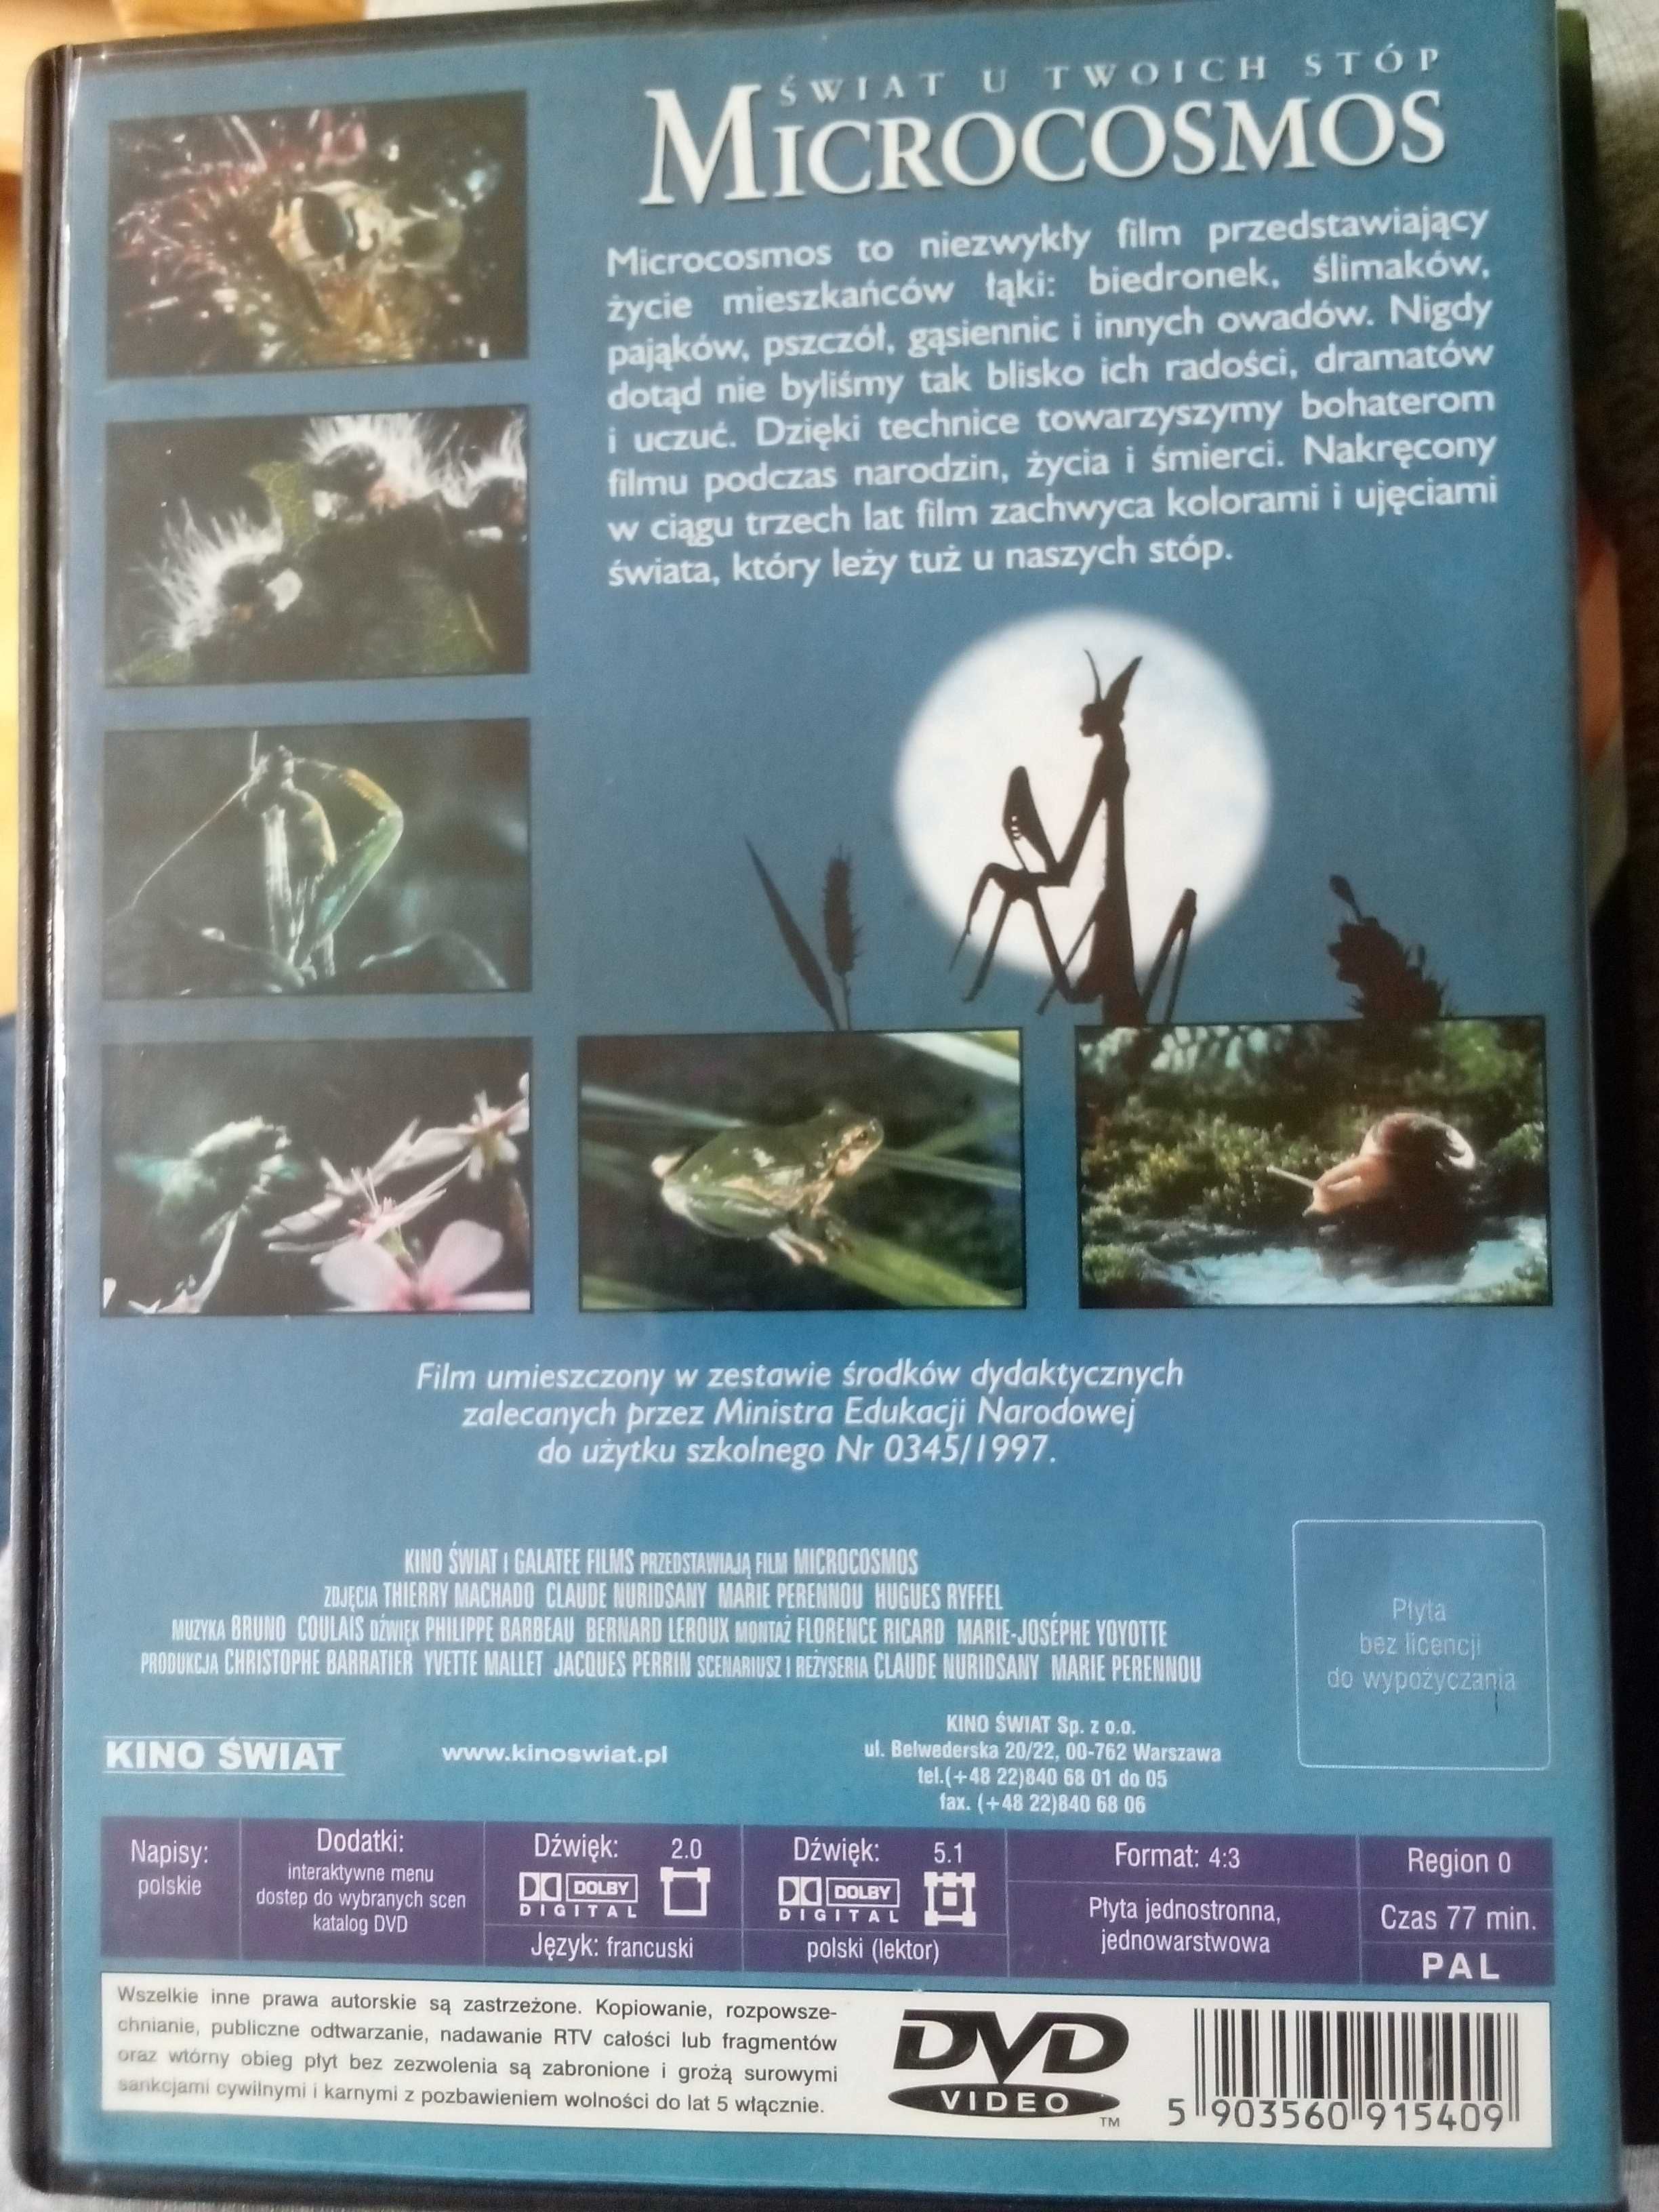 ŚWIAT U TWOICH STÓP
MICROCOSMOS
Microcosmos to niezwykły film przedstawiający
życie mieszkańców łąki: biedronek, ślimaków,
pająków, pszczół, gąsiennic i innych owadów. Nigdy
dotąd nie byliśmy tak blisko ich radości, dramatów
i uczuć. Dzięki technice towarzyszymy bohaterom
filmu podczas narodzin, życia i śmierci. Nakręcony
w ciągu trzech lat film zachwyca kolorami i ujęciami
świata, który leży tuż u naszych stóp.
Film umieszczony w zestawie środków dydaktycznych
zalecanych przez Ministra Edukacji Narodowej
do użytku szkolnego Nr 0345/1997.
KINO ŚWIAT I GALATEE FILMS PRZEDSTAWIAJĄ FILM MICROCOSMOS
ZDJĘCIA THIERRY MACHADO CLAUDE NURIDSANY MARIE PERENNOU HUGUES RYFFEL
MUZYKA BRUNO COULAIS DŹWIĘK PHILIPPE BARBEAU BERNARD LEROUX MONTAŻ FLORENCE RICARD MARIE-JOSÉPHE YOYOTTE
PRODUKCJA CHRISTOPHE BARRATIER YVETTE MALLET JACQUES PERRIN SCENARIUSZ I REŻYSERIA CLAUDE NURIDSANY MARIE PERENNOU
Płyta
bez licencji
do wypożyczania
KINO ŚWIAT
www.kinoswiat.pl
KINO ŚWIAT Sp. z o.o.
ul. Belwederska 20/22, 00-762 Warszawa
tel.(+48 22)840 68 01 do 05
fax. (+48 22)840 68 06
Napisy:
polskie
Dodatki:
interaktywne menu
dostęp do wybranych scen
katalog DVD
Dźwięk: 2.0
DOLBY
DIGITAL
Język: francuski
Dźwięk: 5.1
DOLBY
DIGITAL
polski (lektor)
Format: 4:3
Płyta jednostronna,
jednowarstwowa
Region 0
Czas 77 min.
PAL
Wszelkie inne prawa autorskie są zastrzeżone. Kopiowanie, rozpowsze-
chnianie, publiczne odtwarzanie, nadawanie RTV całości lub fragmentów
oraz wtórny obieg płyt bez zezwolenia są zabronione i grożą surowymi
sankcjami cywilnymi i karnymi z pozbawieniem wolności do lat 5 włącznie.
DVD
VIDEO
TM
5 903560 915409